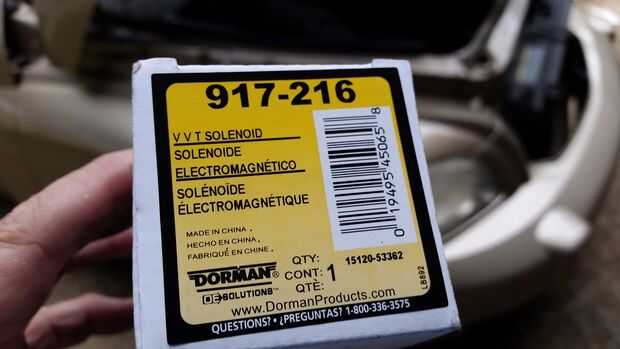 917-216
VVT SOLENOID
SOLENOIDE
ELECTROMAGNÉTICO
SOLÉNOÏDE
ÉLECTROMAGNÉTIQUE
0 19495 45065 8
MADE IN CHINA,
HECHO EN CHINA,
FABRIQUÉ EN CHINE,
DORMAN
OE SOLUTIONS™
QTY:
CONT: 1
QTÉ:
15120-53362
LB892
www.DormanProducts.com
QUESTIONS? • ¿PREGUNTAS? 1-800-336-3575